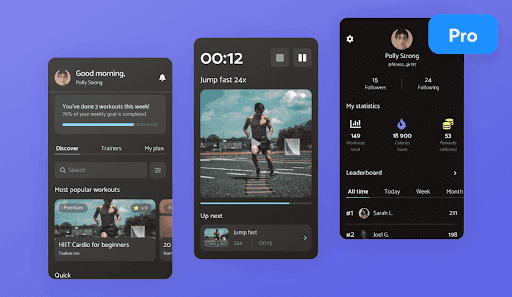 Pro
Good morning,
Polly Strong
You've done 3 workouts this week!
76% of your weekly goal is completed
Discover
Trainers
My plan
Search
Most popular workouts
Premium
4.9
HIIT Cardio for beginners
20
Quick
00:12
Jump fast 24x
Up next
Jump fast
24x
00:15
Polly Strong
15
Followers
24
Following
My statistics
149
Workouts
total
18 900
Calories
53
Rewards
collected
Leaderboard
All time
Today
Week
Month
#1
Sarah L.
211
#2
Joel G.
198